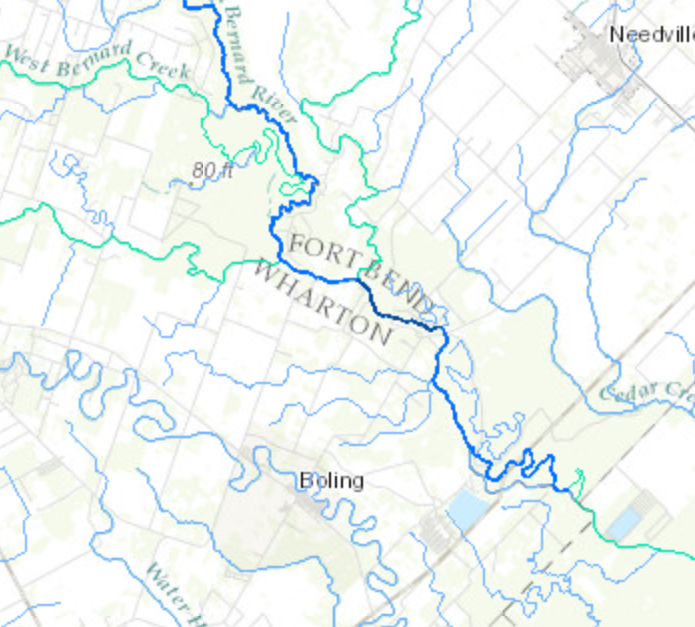 Needville
West Bernard Creek
Bernard River
80 ft
FORT BEND
WHARTON
Cedar Cre
Boling
Water H